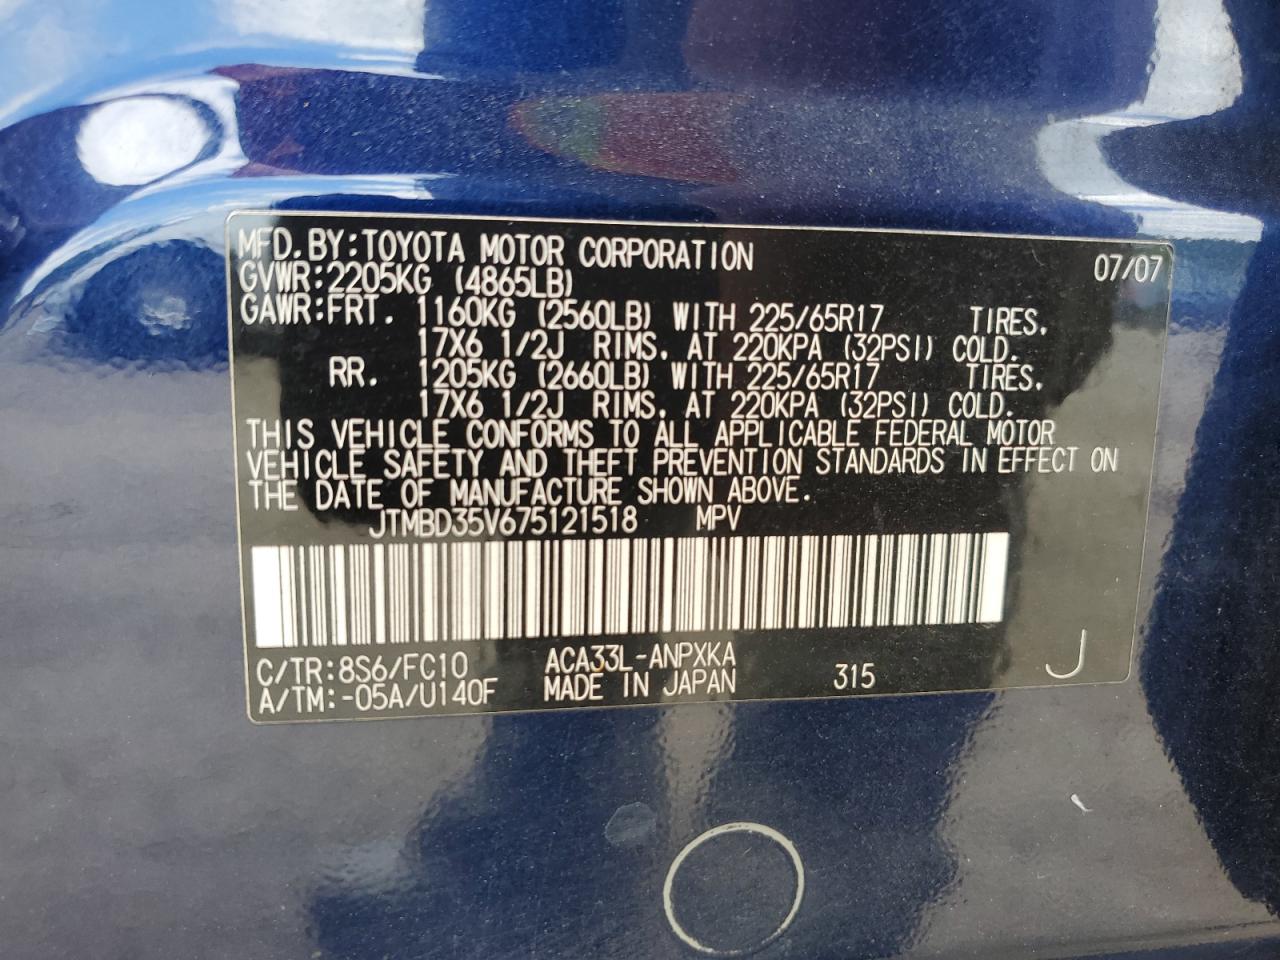 MFD.BY:TOYOTA MOTOR CORPORATION 07/07
GVWR:2205KG (4865LB)
GAWR:FRT. 1160KG (2560LB) WITH 225/65R17 TIRES.
17X6 1/2J RIMS. AT 220KPA (32PSI) COLD.
RR. 1205KG (2660LB) WITH 225/65R17 TIRES.
17X6 1/2J RIMS. AT 220KPA (32PSI) COLD.
THIS VEHICLE CONFORMS TO ALL APPLICABLE FEDERAL MOTOR
VEHICLE SAFETY AND THEFT PREVENTION STANDARDS IN EFFECT ON
THE DATE OF MANUFACTURE SHOWN ABOVE.
JTMBD35V675121518 MPV
C/TR:8S6/FC10 ACA33L-ANPXKA
A/TM:-05A/U140F MADE IN JAPAN 315 J